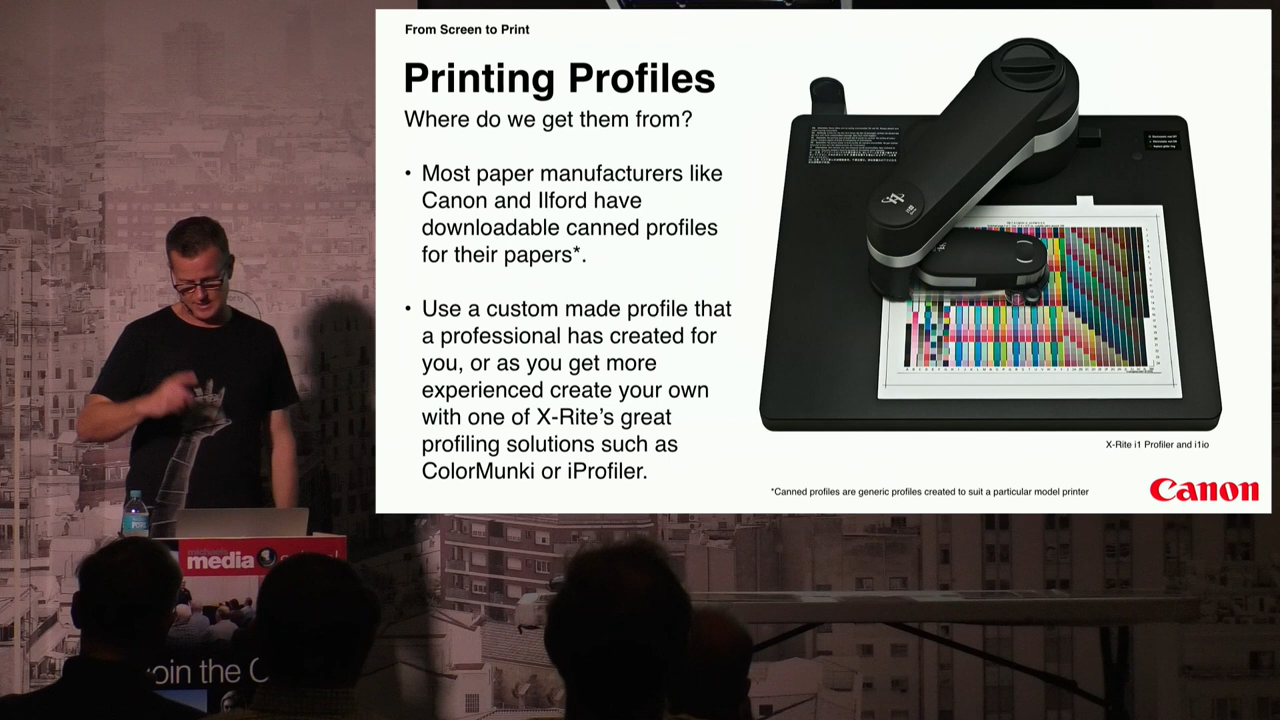 From Screen to Print
Printing Profiles
Where do we get them from?
• Most paper manufacturers like
Canon and Ilford have
downloadable canned profiles
for their papers*.
• Use a custom made profile that
a professional has created for
you, or as you get more
experienced create your own
with one of X-Rite's great
profiling solutions such as
ColorMunki or iProfiler.
X-Rite i1 Profiler and i1io
*Canned profiles are generic profiles created to suit a particular model printer
Canon
michaels
media
oin the C